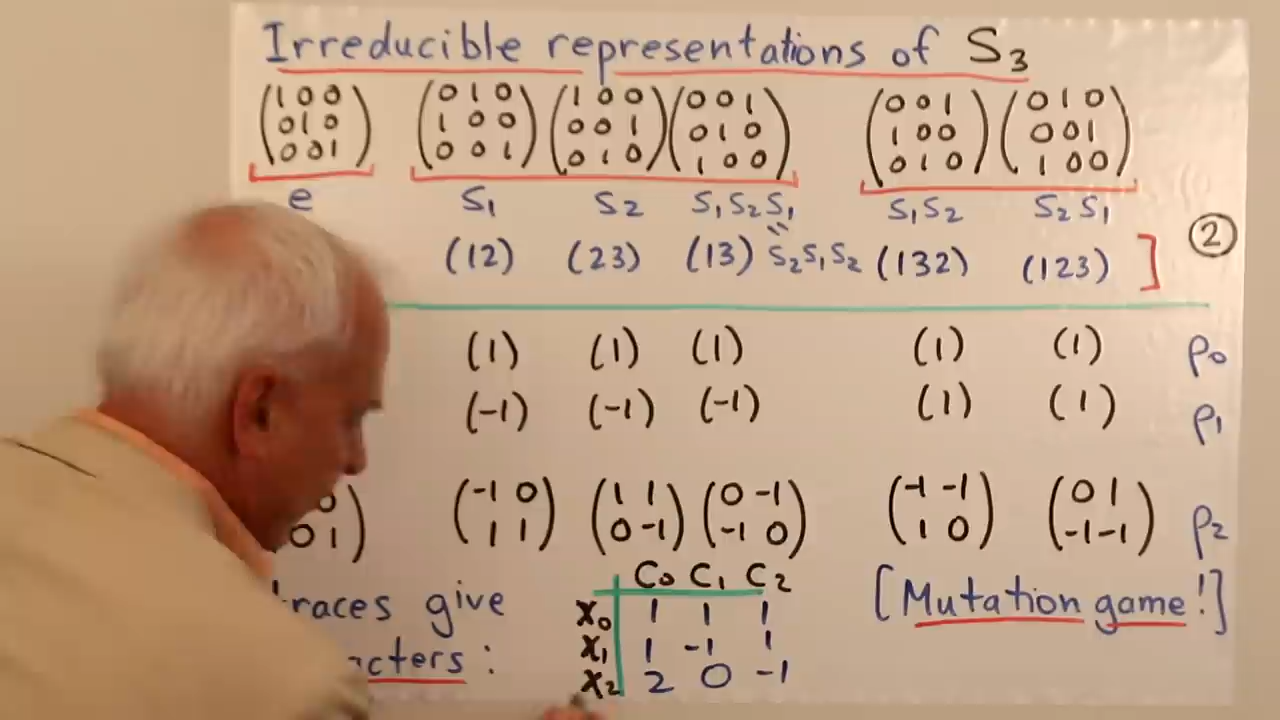 Irreducible representations of S3
(1 0 0) (0 1 0) (1 0 0) (0 0 1) (0 0 1) (0 1 0)
(0 1 0) (1 0 0) (0 0 1) (0 1 0) (1 0 0) (0 0 1)
(0 0 1) (0 0 1) (0 1 0) (1 0 0) (0 1 0) (1 0 0)
e S1 S2 S1S2S1 S1S2 S2S1
(12) (23) (13) = S2S1S2 (132) (123) ] ②
(1) (1) (1) (1) (1) ρ0
(-1) (-1) (-1) (1) (1) ρ1
0) (-1 0) (1 1) (0 -1) (-1 -1) (0 1)
0 1) (1 1) (0 -1) (-1 0) (1 0) (-1 -1) ρ2
traces give
acters :
C0 C1 C2
χ0 1 1 1
χ1 1 -1 1
χ2 2 0 -1
[Mutation game!]